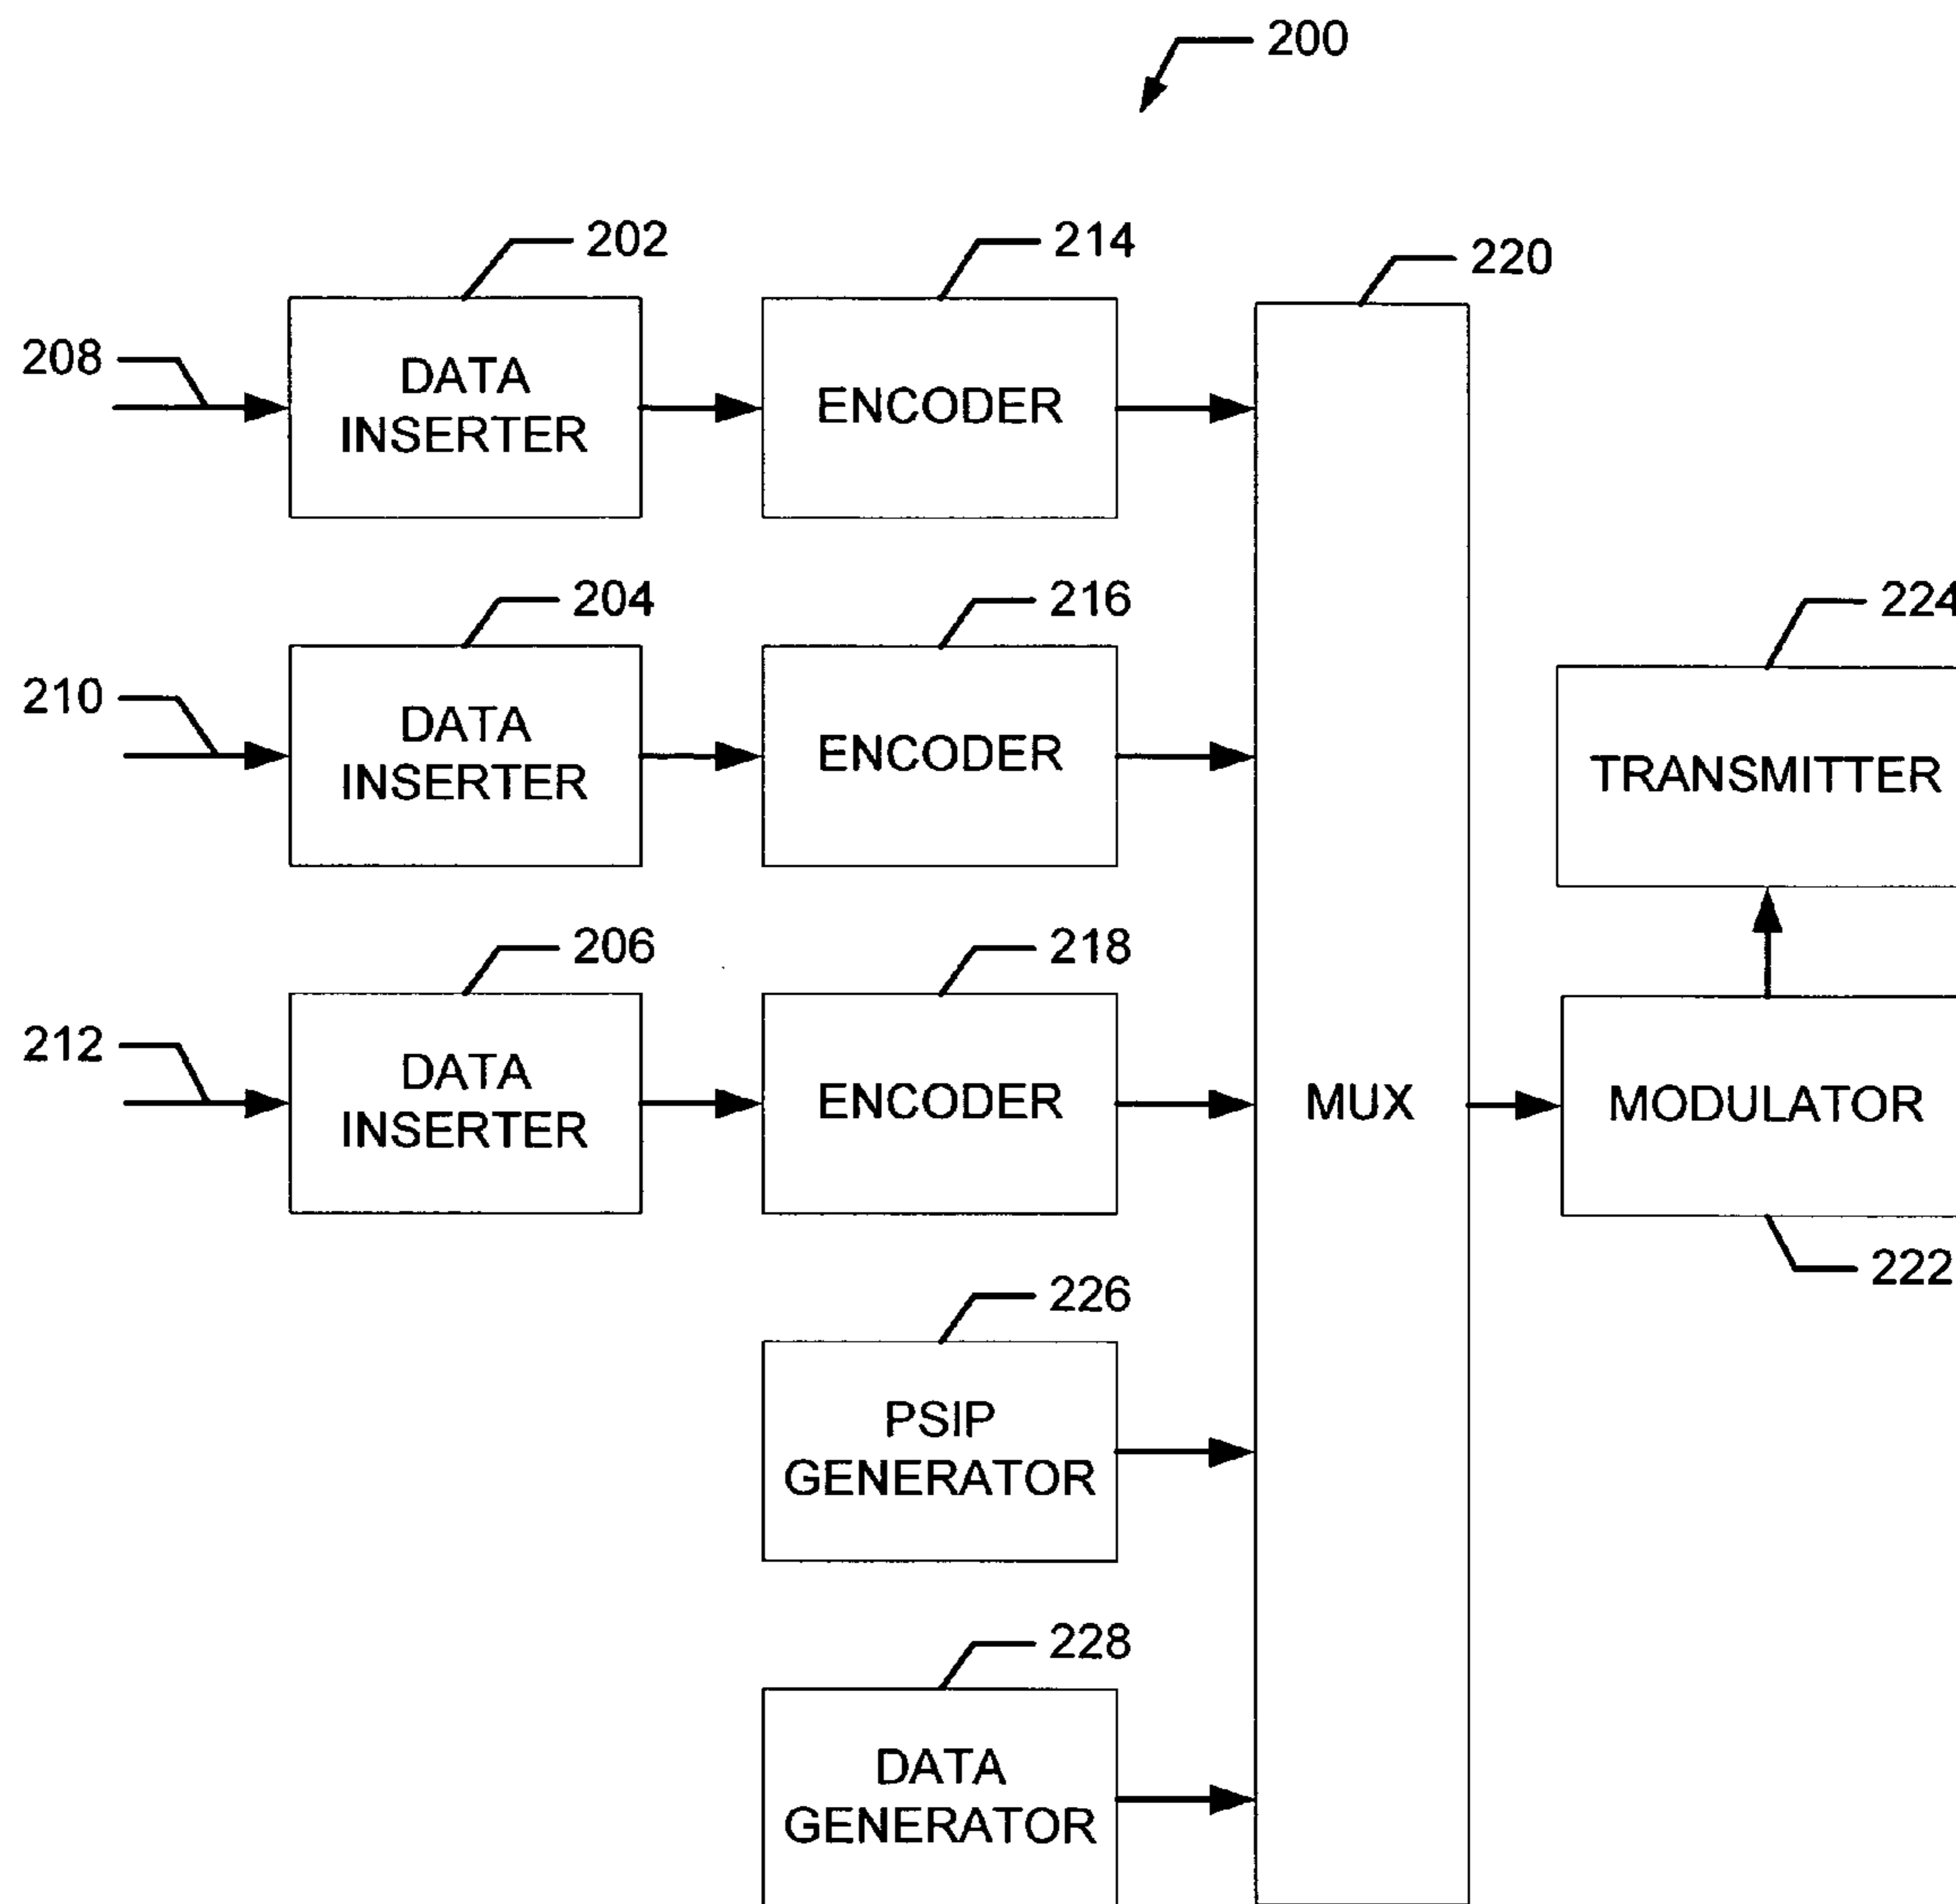 200
202
214
220
208
DATA
INSERTER
ENCODER
204
216
224
210
DATA
INSERTER
ENCODER
TRANSMITTER
206
218
212
DATA
INSERTER
ENCODER
MUX
MODULATOR
226
222
PSIP
GENERATOR
228
DATA
GENERATOR